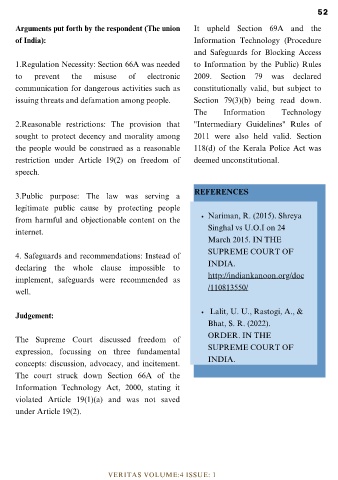 52
Arguments put forth by the respondent (The union
of India):
1.Regulation Necessity: Section 66A was needed
to prevent the misuse of electronic
communication for dangerous activities such as
issuing threats and defamation among people.
2.Reasonable restrictions: The provision that
sought to protect decency and morality among
the people would be construed as a reasonable
restriction under Article 19(2) on freedom of
speech.
3.Public purpose: The law was serving a
legitimate public cause by protecting people
from harmful and objectionable content on the
internet.
4. Safeguards and recommendations: Instead of
declaring the whole clause impossible to
implement, safeguards were recommended as
well.
Judgement:
The Supreme Court discussed freedom of
expression, focussing on three fundamental
concepts: discussion, advocacy, and incitement.
The court struck down Section 66A of the
Information Technology Act, 2000, stating it
violated Article 19(1)(a) and was not saved
under Article 19(2).
It upheld Section 69A and the
Information Technology (Procedure
and Safeguards for Blocking Access
to Information by the Public) Rules
2009. Section 79 was declared
constitutionally valid, but subject to
Section 79(3)(b) being read down.
The Information Technology
"Intermediary Guidelines" Rules of
2011 were also held valid. Section
118(d) of the Kerala Police Act was
deemed unconstitutional.
REFERENCES
• Nariman, R. (2015). Shreya
Singhal vs U.O.I on 24
March 2015. IN THE
SUPREME COURT OF
INDIA.
http://indiankanoon.org/doc
/110813550/
• Lalit, U. U., Rastogi, A., &
Bhat, S. R. (2022).
ORDER. IN THE
SUPREME COURT OF
INDIA.
VERITAS VOLUME:4 ISSUE: 1